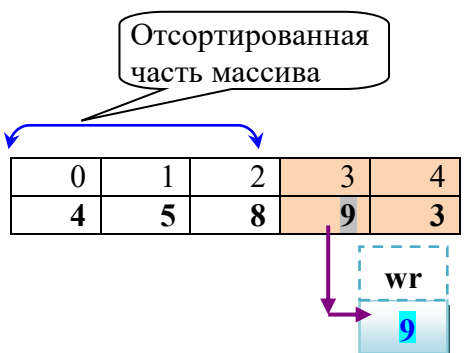 Отсортированная
часть массива
0 1 2 3 4
4 5 8 9 3
wr
9